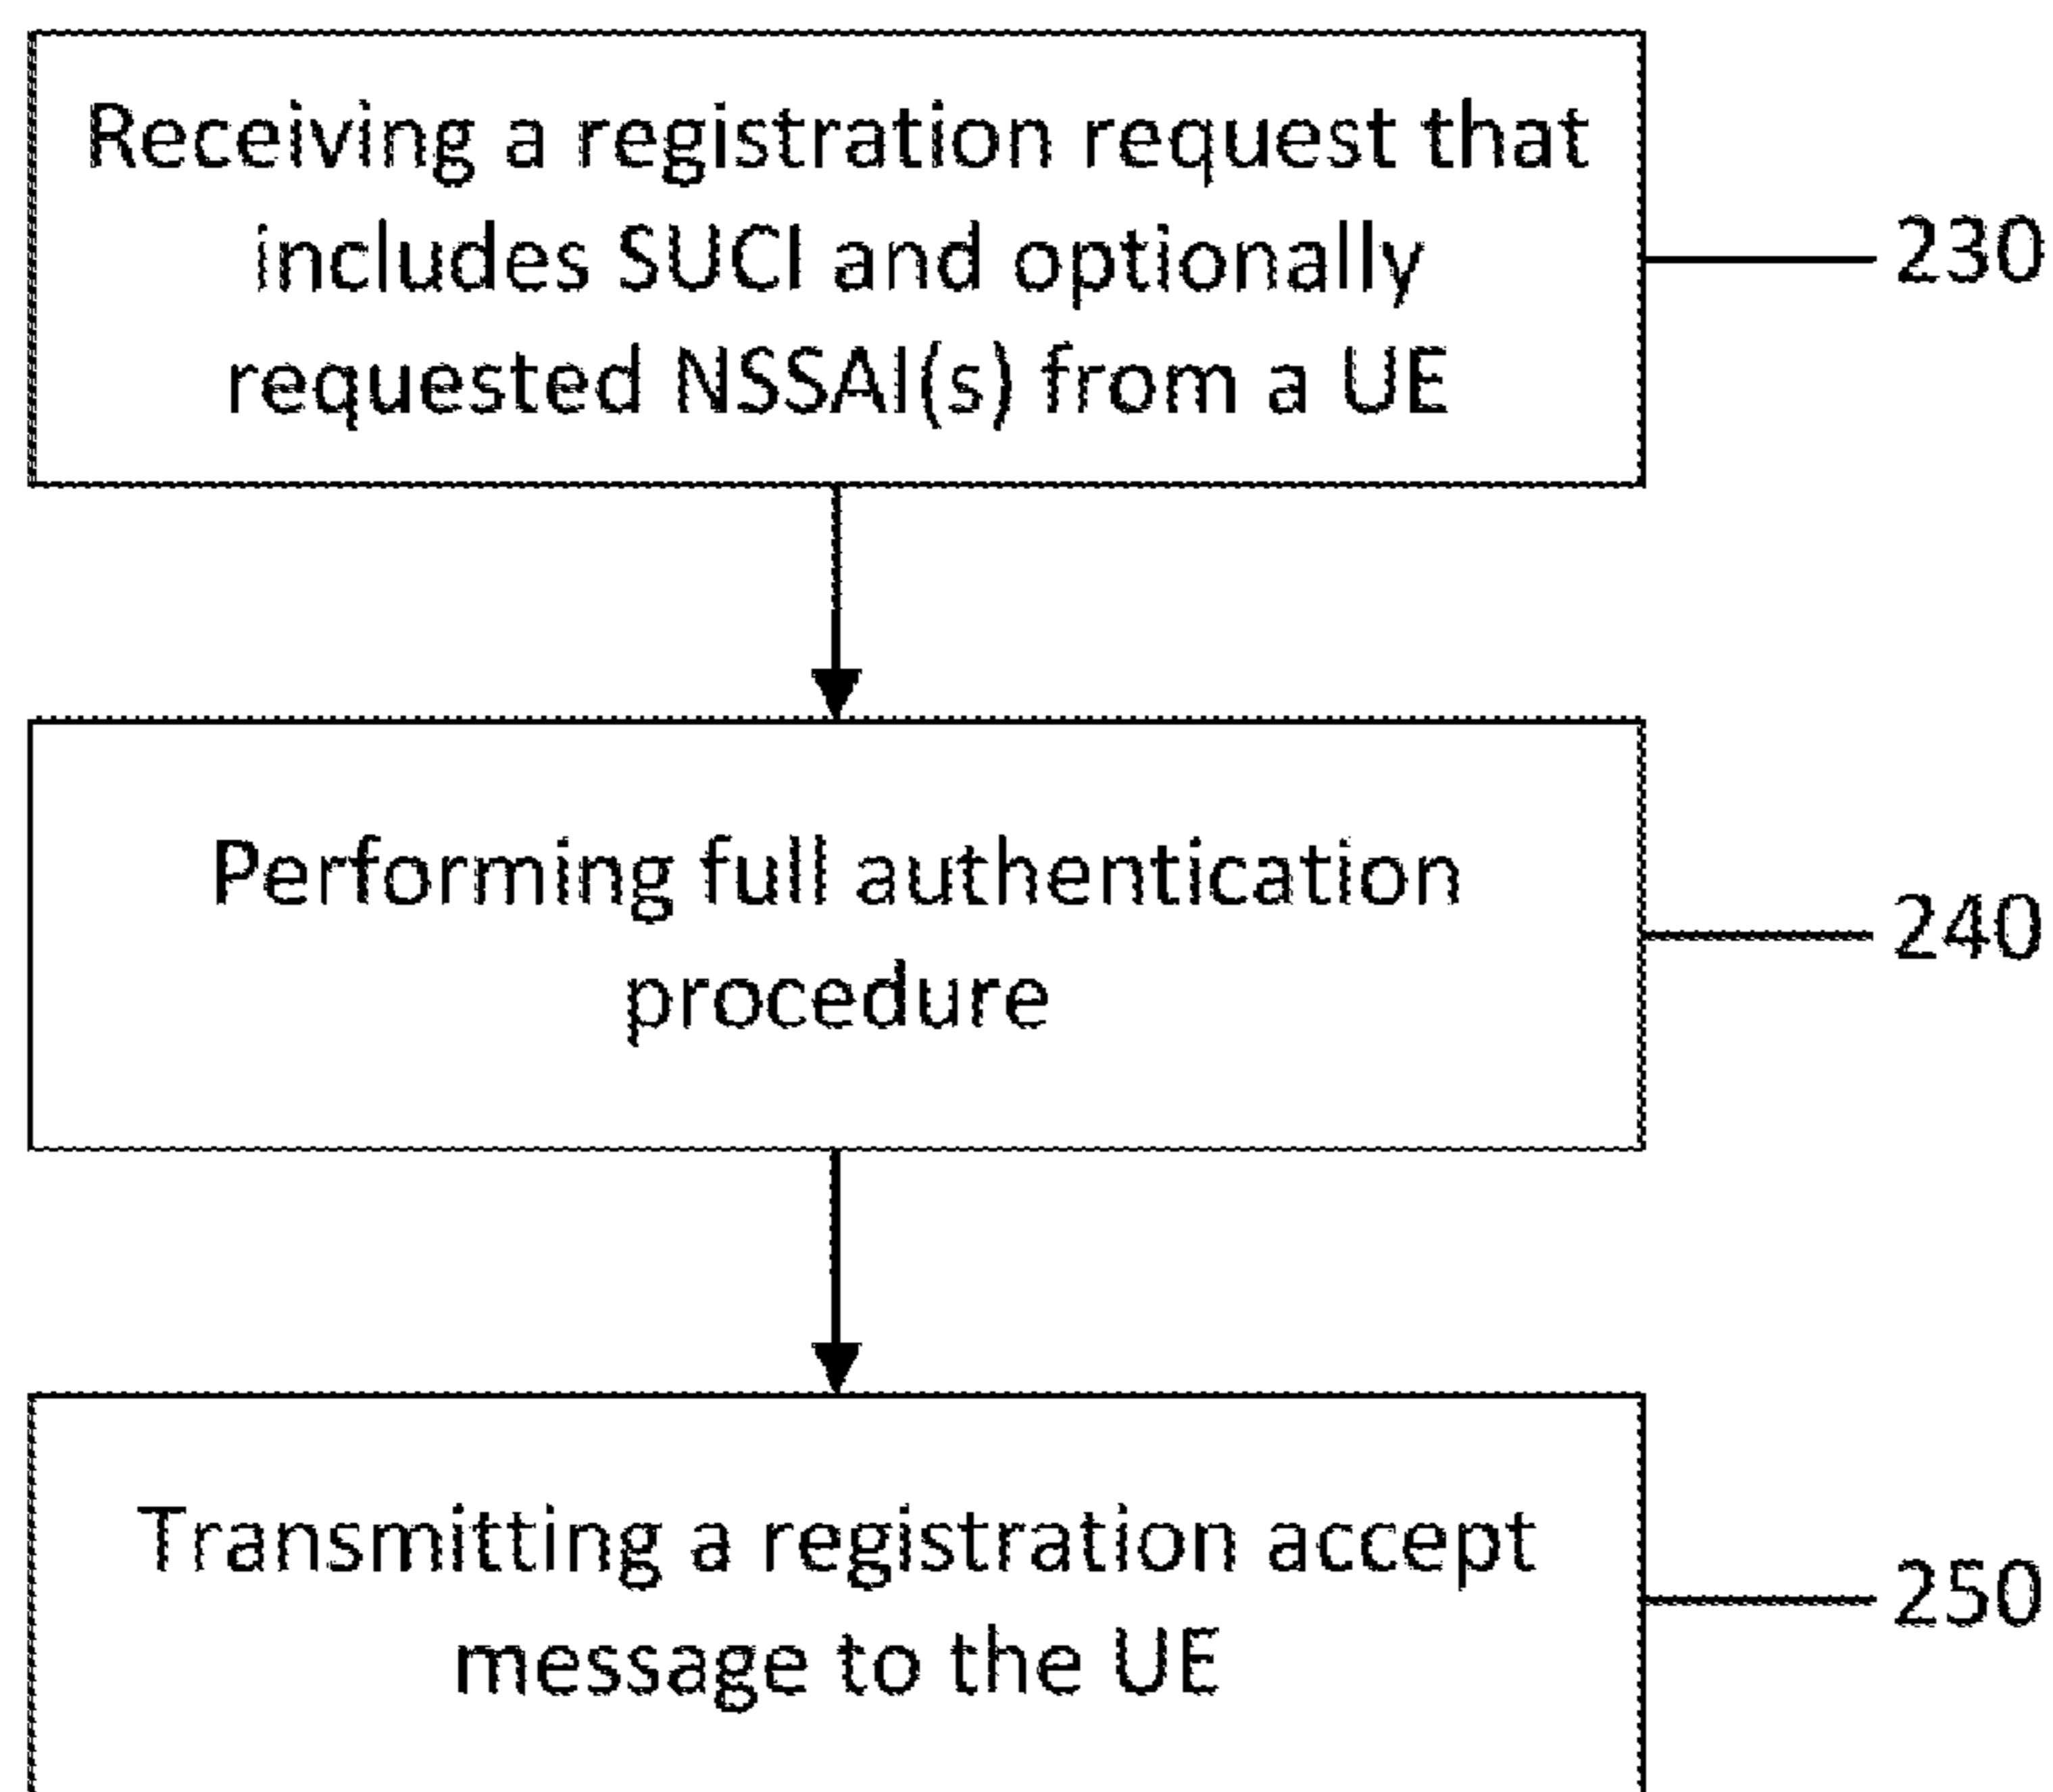 Receiving a registration request that
includes SUCI and optionally
requested NSSAI(s) from a UE
230
Performing full authentication
procedure
240
Transmitting a registration accept
message to the UE
250